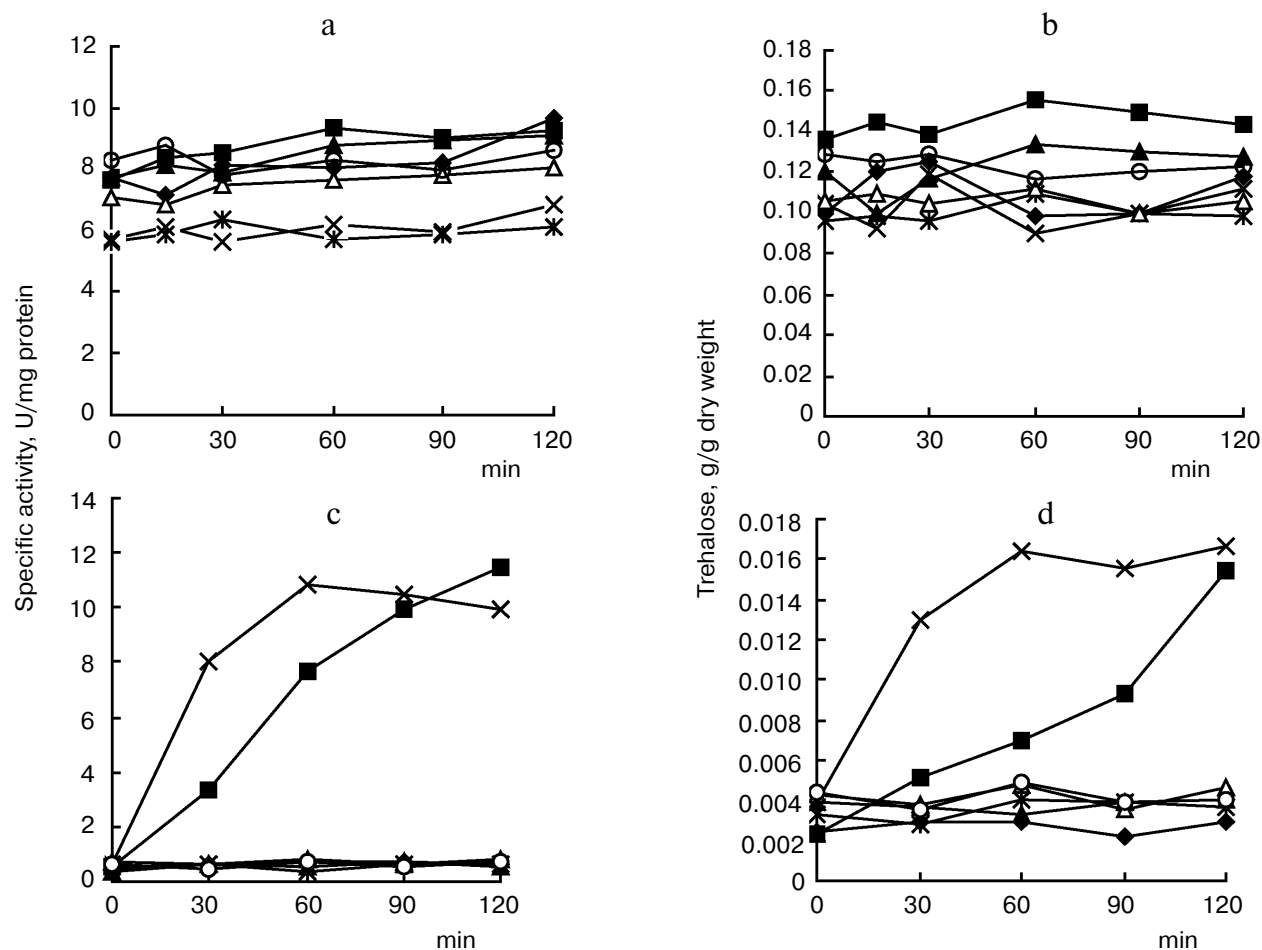 a
12
10
8
6
4
2
0
0 30 60 90 120
min
b
0.18
0.16
0.14
0.12
0.10
0.08
0.06
0.04
0.02
0
0 30 60 90 120
min
Specific activity, U/mg protein
Trehalose, g/g dry weight
c
14
12
10
8
6
4
2
0
0 30 60 90 120
min
d
0.018
0.016
0.014
0.012
0.010
0.008
0.006
0.004
0.002
0
0 30 60 90 120
min